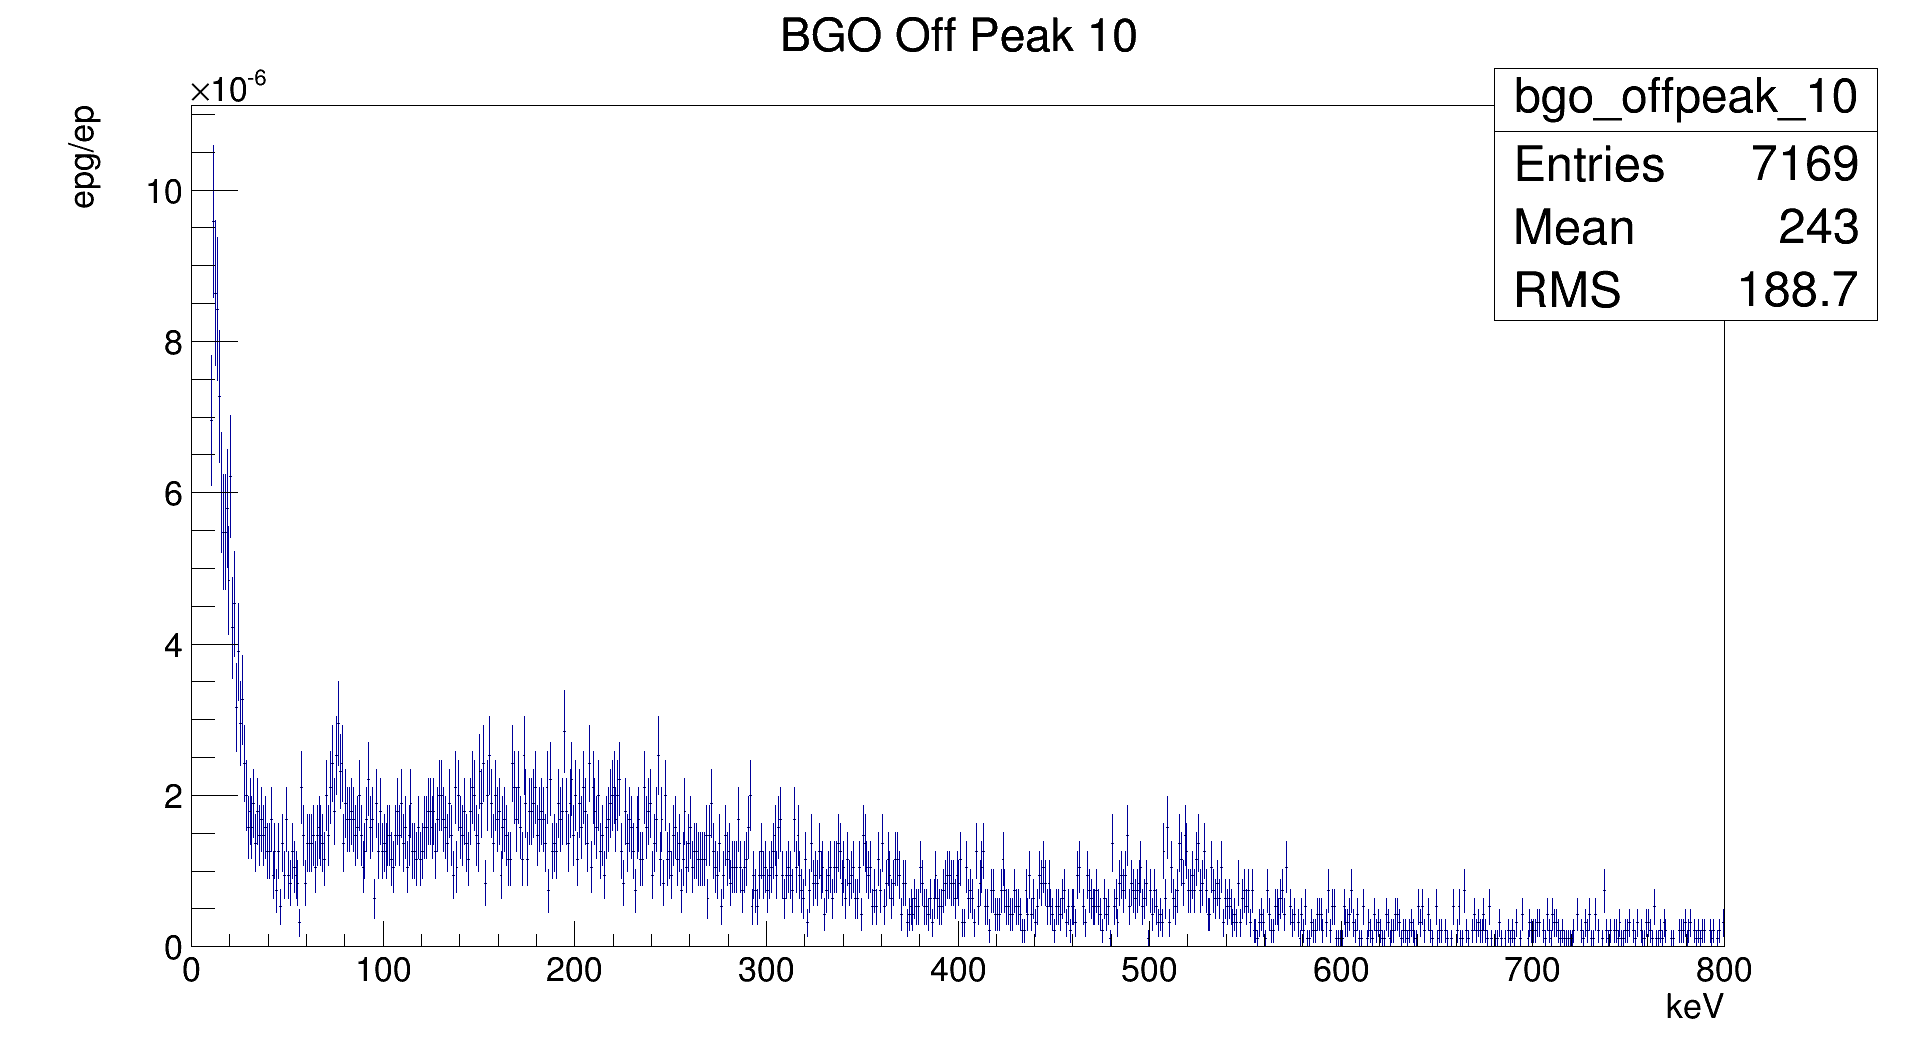 BGO Off Peak 10
×10-6
epg/ep
bgo_offpeak_10
Entries 7169
Mean 243
RMS 188.7
10
8
6
4
2
0
0 100 200 300 400 500 600 700 800
keV